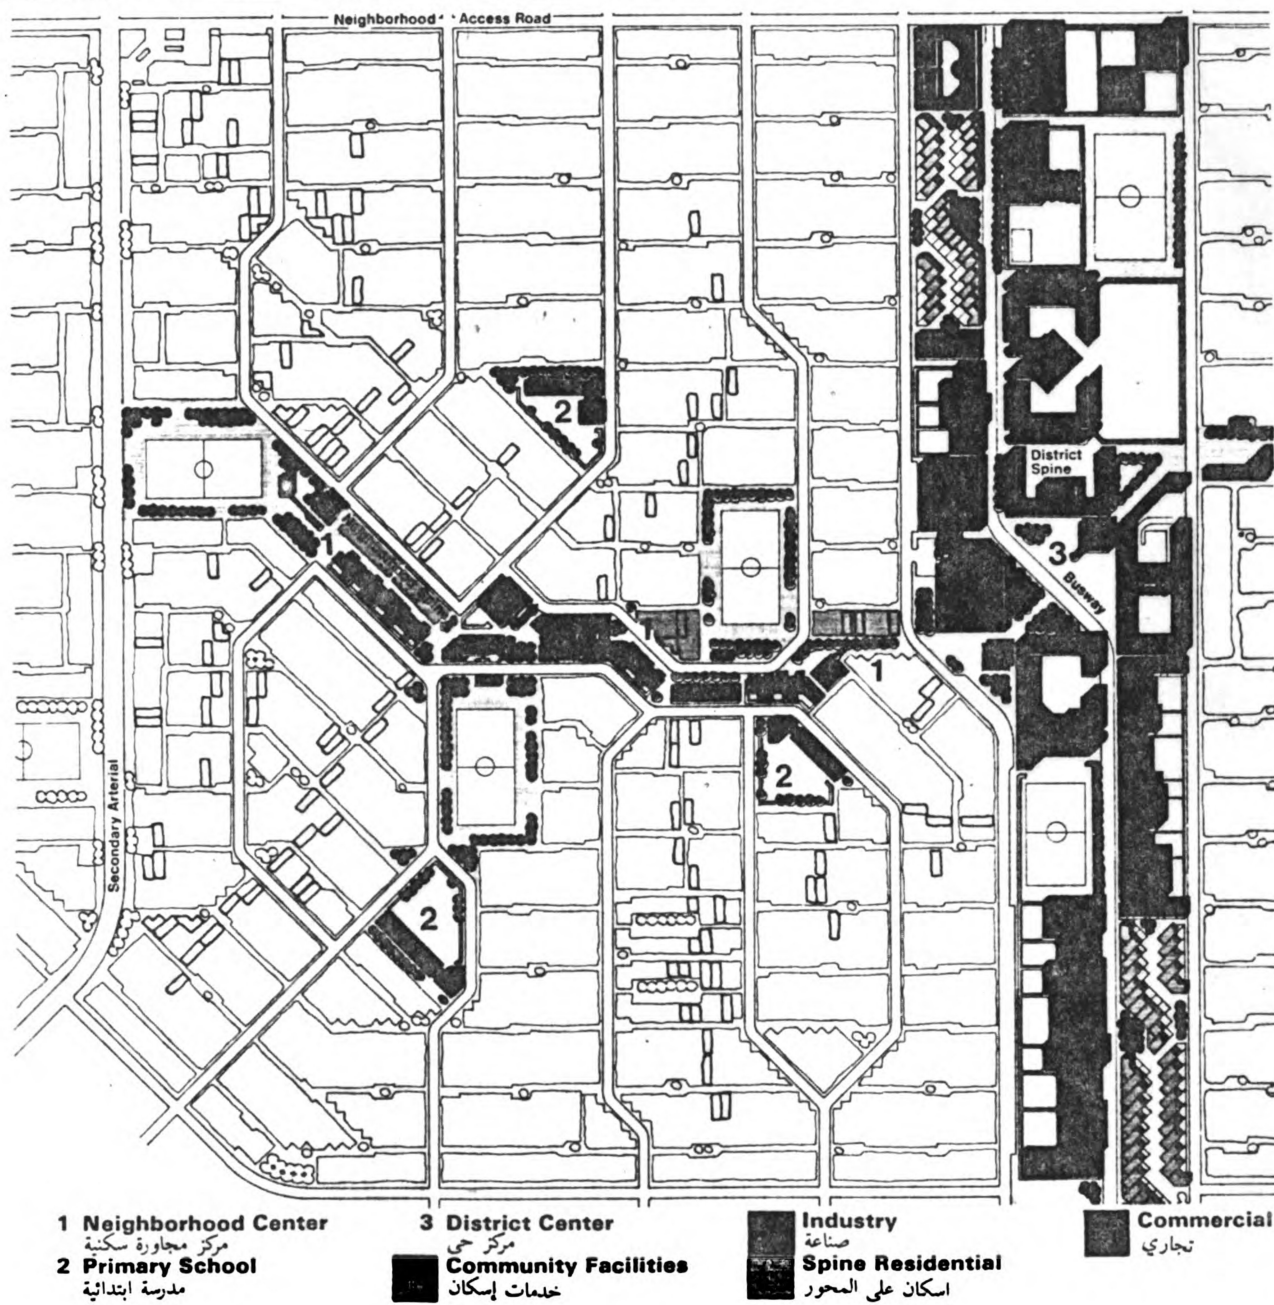 Neighborhood Access Road
2
District
Spine
1
3
Busway
1
2
Secondary Arterial
2
1 Neighborhood Center
مركز مجاورة سكنية
2 Primary School
مدرسة ابتدائية
3 District Center
مركز حي
Community Facilities
خدمات إسكان
Industry
صناعة
Spine Residential
اسكان على المحور
Commercial
تجاري